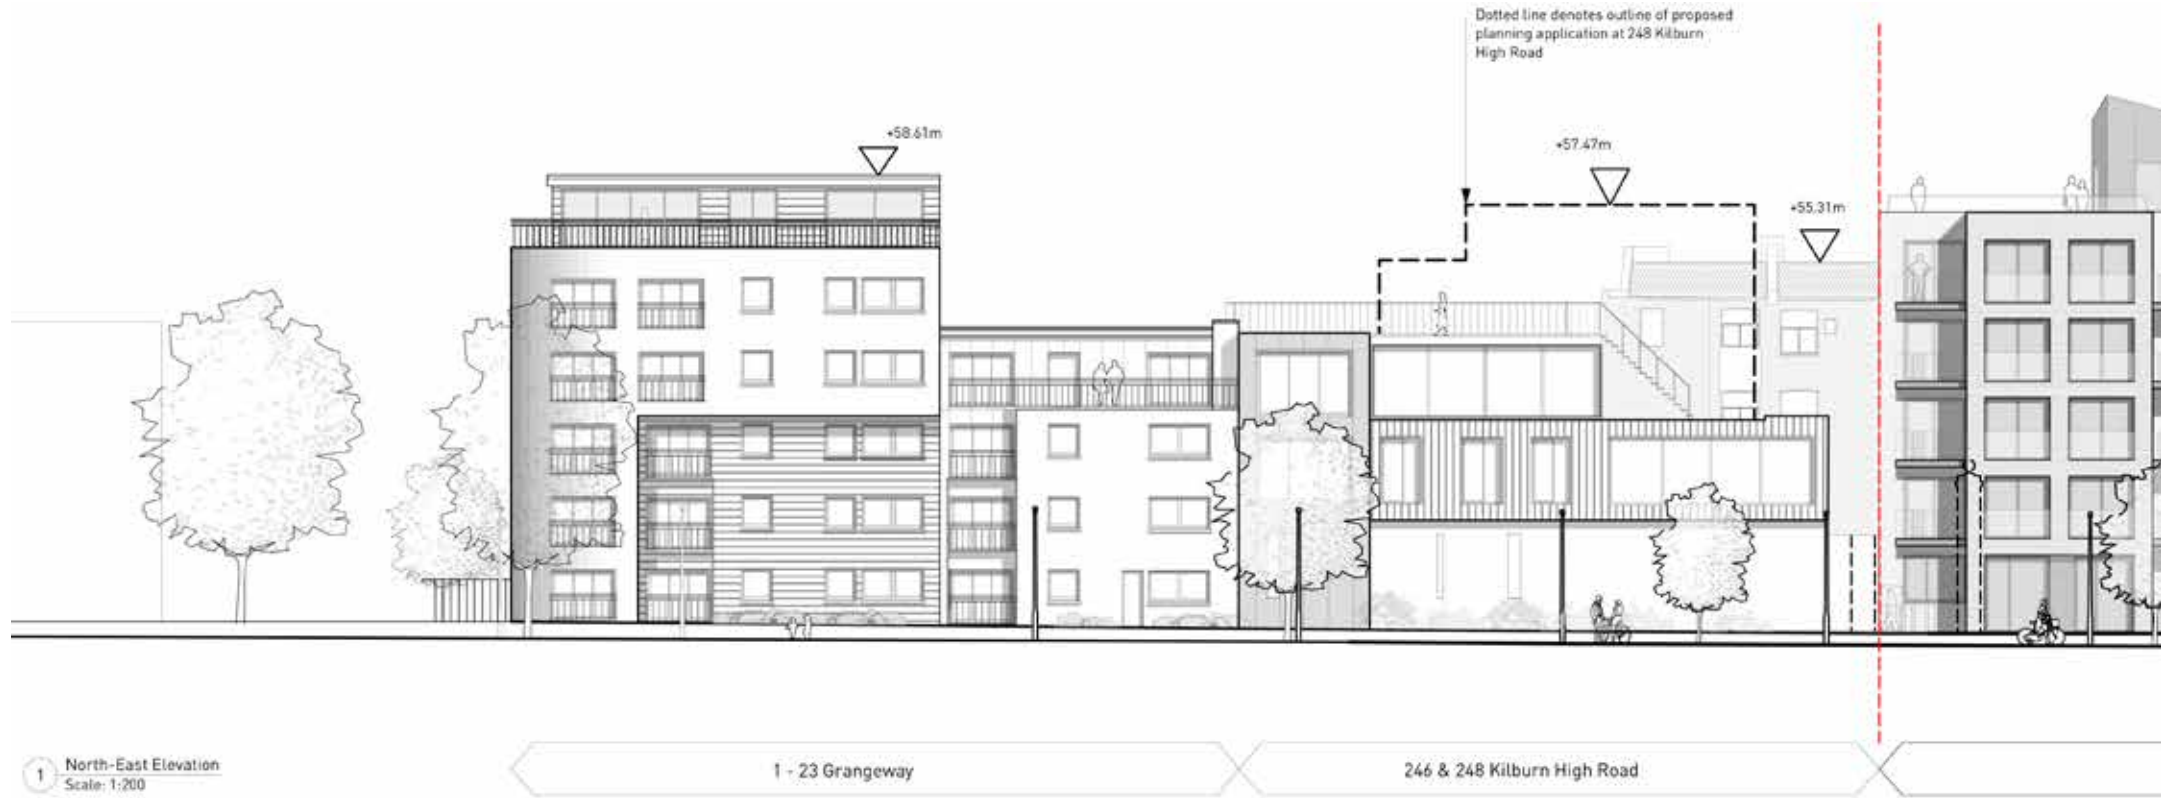 Dotted line denotes outline of proposed
planning application at 248 Kilburn
High Road
+58.61m
+57.47m
+55.31m
1
North-East Elevation
Scale: 1:200
1 - 23 Grangeway
246 & 248 Kilburn High Road